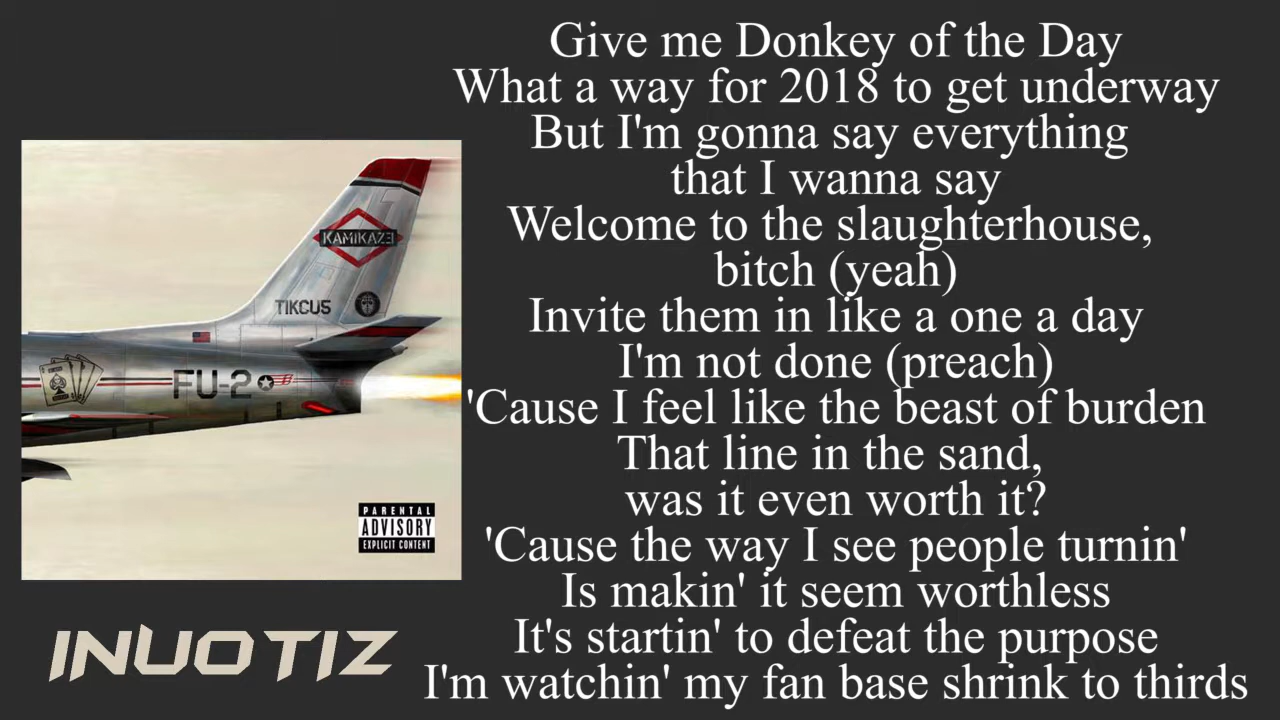 Give me Donkey of the Day
What a way for 2018 to get underway
But I'm gonna say everything
that I wanna say
Welcome to the slaughterhouse,
bitch (yeah)
Invite them in like a one a day
I'm not done (preach)
'Cause I feel like the beast of burden
That line in the sand,
was it even worth it?
'Cause the way I see people turnin'
Is makin' it seem worthless
It's startin' to defeat the purpose
I'm watchin' my fan base shrink to thirds
KAMIKAZE
TIKCUS
FU-2
PARENTAL
ADVISORY
EXPLICIT CONTENT
INUOTIZ